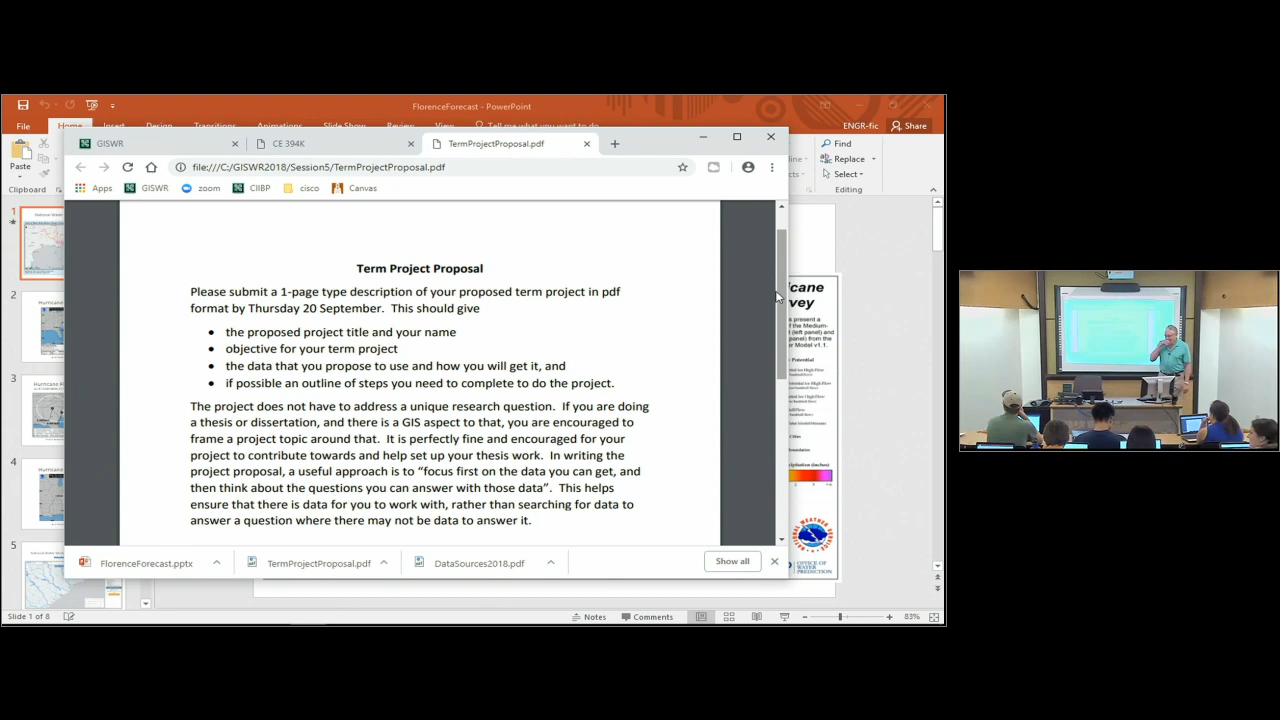 FlorenceForecast - PowerPoint
File Home Insert Design Transitions Animations Slide Show Review View Tell me what you want to do
ENGR-fic Share
GISWR
CE 394K
TermProjectProposal.pdf
Paste
Clipboard
Find
Replace
Select
Editing
file:///C:/GISWR2018/Session5/TermProjectProposal.pdf
Apps GISWR zoom CIIBP cisco Canvas
Term Project Proposal
Please submit a 1-page type description of your proposed term project in pdf
format by Thursday 20 September. This should give
• the proposed project title and your name
• objective for your term project
• the data that you propose to use and how you will get it, and
• if possible an outline of steps you need to complete to do the project.
The project does not have to address a unique research question. If you are doing
a thesis or dissertation, and there is a GIS aspect to that, you are encouraged to
frame a project topic around that. It is perfectly fine and encouraged for your
project to contribute towards and help set up your thesis work. In writing the
project proposal, a useful approach is to "focus first on the data you can get, and
then think about the question you can answer with those data". This helps
ensure that there is data for you to work with, rather than searching for data to
answer a question where there may not be data to answer it.
1
2
3
4
5
FlorenceForecast.pptx
TermProjectProposal.pdf
DataSources2018.pdf
Show all
OFFICE OF
WATER
PREDICTION
Slide 1 of 8
Notes
Comments
83%